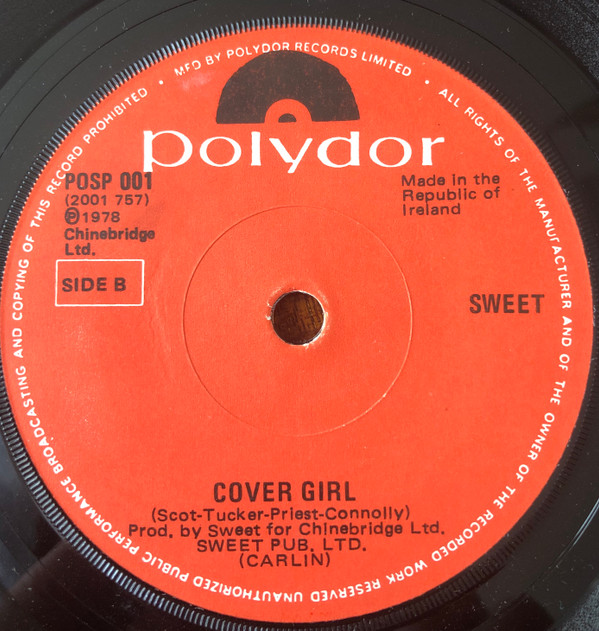 UNAUTHORIZED PUBLIC PERFORMANCE BROADCASTING AND COPYING OF THIS RECORD PROHIBITED • MFD BY POLYDOR RECORDS LIMITED • ALL RIGHTS OF THE MANUFACTURER AND OF THE OWNER OF THE RECORDED WORK RESERVED
polydor
POSP 001
(2001 757)
Ⓟ1978
Chinebridge
Ltd.
Made in the
Republic of
Ireland
SIDE B
SWEET
COVER GIRL
(Scot-Tucker-Priest-Connolly)
Prod. by Sweet for Chinebridge Ltd.
SWEET PUB. LTD.
(CARLIN)